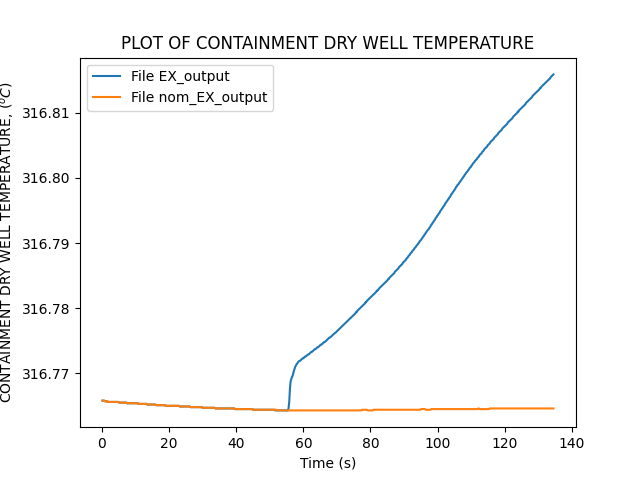 PLOT OF CONTAINMENT DRY WELL TEMPERATURE
File EX_output
File nom_EX_output
CONTAINMENT DRY WELL TEMPERATURE, (°C)
316.81
316.80
316.79
316.78
316.77
0 20 40 60 80 100 120 140
Time (s)